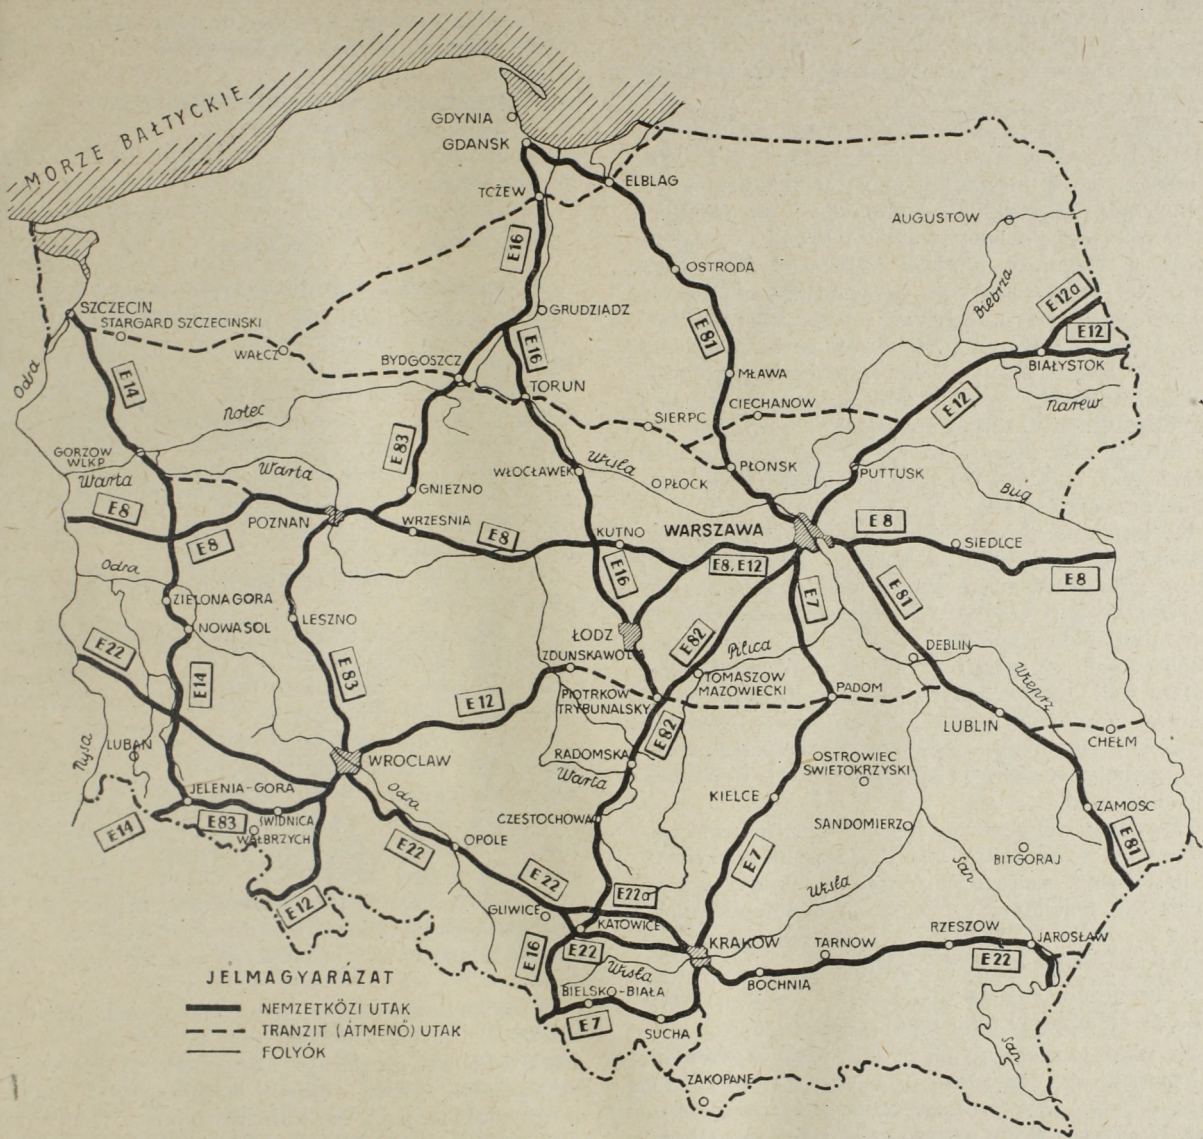 MORZE BAŁTYCKIE
GDYNIA
GDANSK
TCŻEW
ELBLAG
AUGUSTOW
E16
OSTRODA
Biebrza
E12a
E12
SZCZECIN
STARGARD SZCZECINSKI
GRUDZIADZ
E81
WAŁCZ
BYDGOSZCZ
E16
BIAŁYSTOK
Odra
E14
TORUN
MŁAWA
CIECHANOW
E12
Narew
Notec
SIERPC
GORZOW
WLKP
Warta
Warta
E83
WŁOCŁAWEK
Wisła
PŁONSK
PUTTUSK
PŁOCK
Bug
GNIEZNO
E8
POZNAN
WRZESNIA
E8
KUTNO
WARSZAWA
E8
SIEDLCE
E8
Odra
E16
E8, E12
E8
ZIELONA GORA
LESZNO
E7
E81
NOWASOL
ŁODZ
E22
E82
Pilica
DEBLIN
ZDUNSKAWOLA
Wieprz
E14
E83
E12
PIOTRKOW
TRYBUNALSKY
TOMASZOW
MAZOWIECKI
PADOM
LUBLIN
CHEŁM
Nysa
LUBAN
E82
WROCLAW
RADOMSKA
Warta
OSTROWIEC
SWIETOKRZYSKI
JELENIA-GORA
Odra
KIELCE
ZAMOSC
E14
E83
SWIDNICA
WAŁBRZYCH
CZĘSTOCHOWA
SANDOMIERZ
E22
OPOLE
E81
BITGORAJ
E7
San
E22
E22a
Wisła
E12
GLIWICE
KATOWICE
RZESZOW
JAROSŁAW
E16
E22
KRAKOW
TARNOW
E22
Wisła
BOCHNIA
BIELSKO-BIAŁA
E7
SUCHA
San
ZAKOPANE
JELMAGYARÁZAT
NEMZETKÖZI UTAK
TRANZIT (ÁTMENŐ) UTAK
FOLYÓK